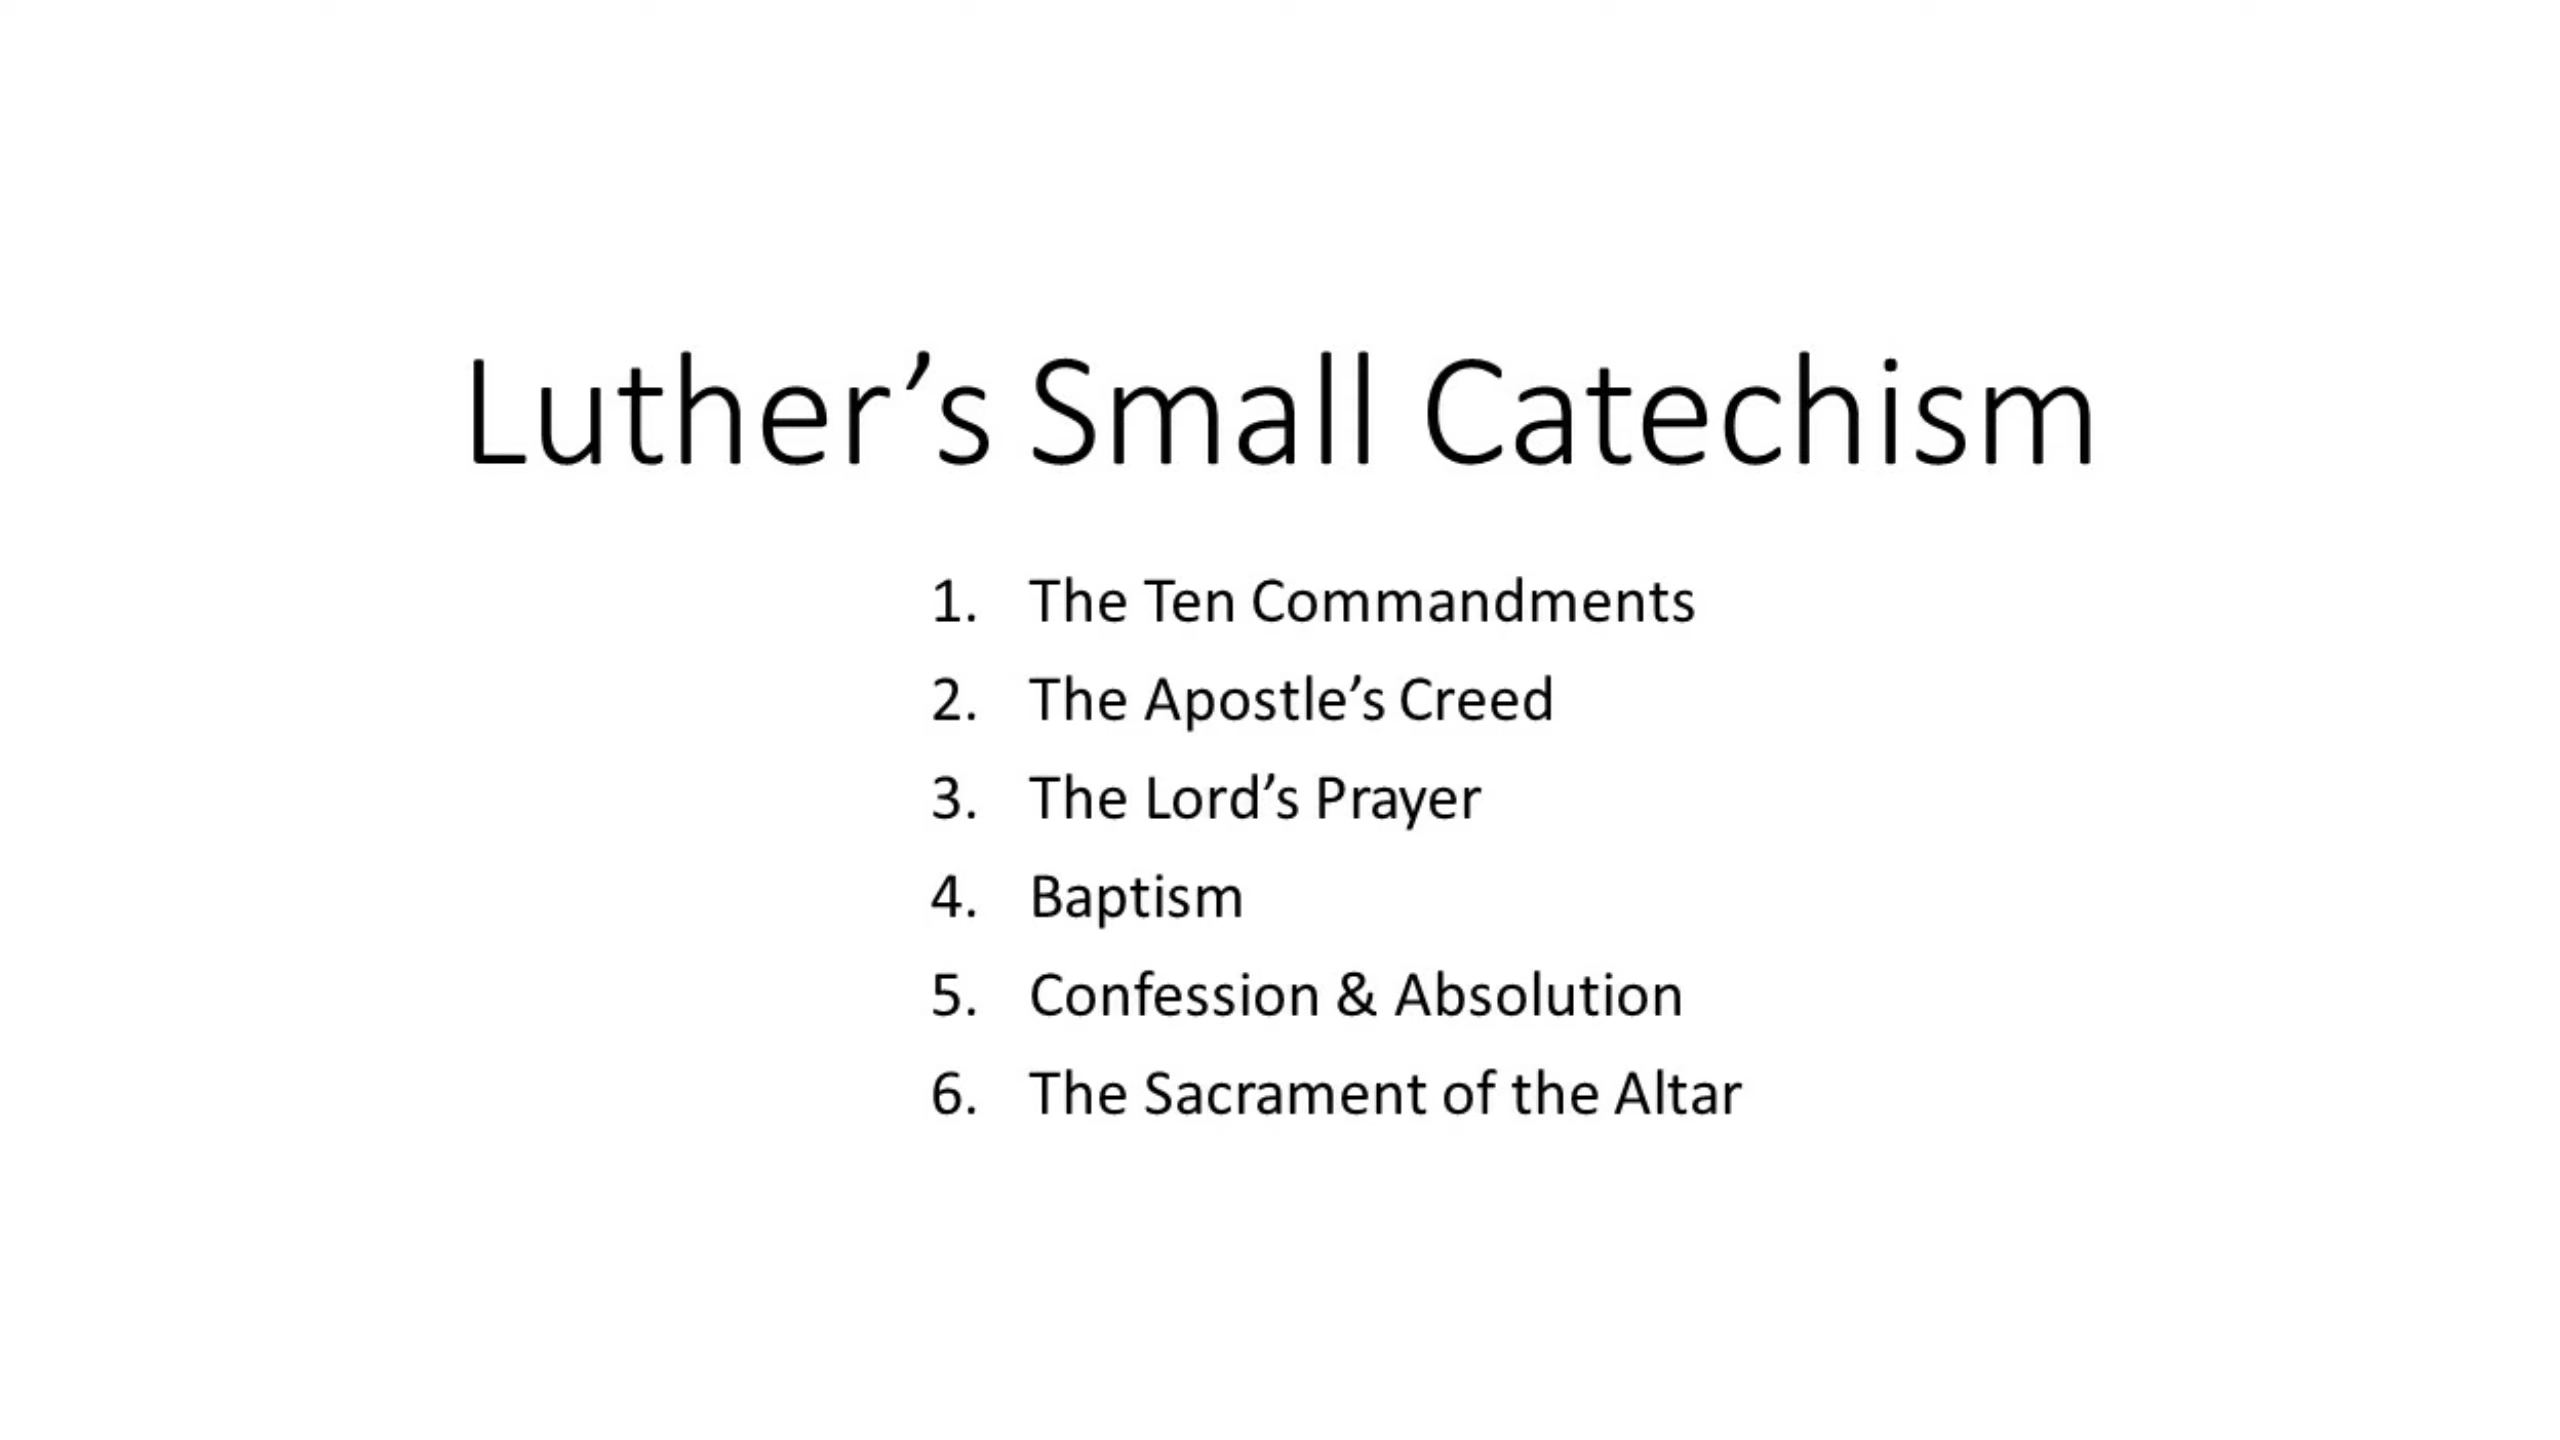 Luther’s Small Catechism
1. The Ten Commandments
2. The Apostle’s Creed
3. The Lord’s Prayer
4. Baptism
5. Confession & Absolution
6. The Sacrament of the Altar